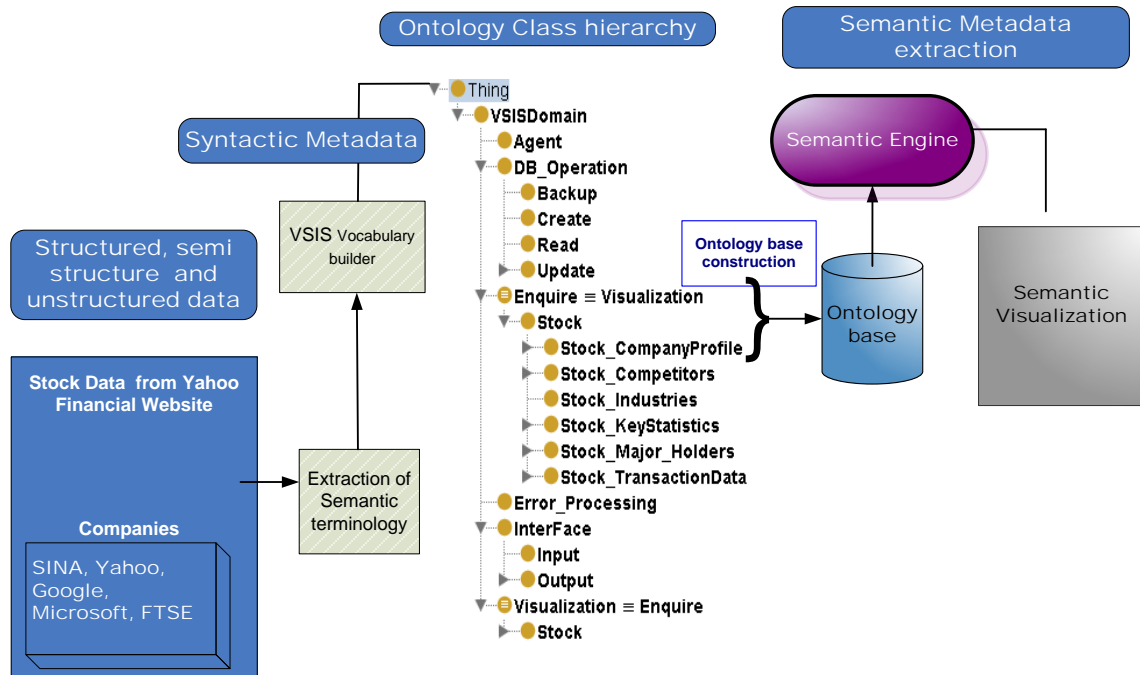 Ontology Class hierarchy
Semantic Metadata
extraction
Syntactic Metadata
Structured, semi
structure and
unstructured data
Stock Data from Yahoo
Financial Website
Companies
SINA, Yahoo,
Google,
Microsoft, FTSE
Extraction of
Semantic
terminology
VSIS Vocabulary
builder
Thing
VSISDomain
Agent
DB_Operation
Backup
Create
Read
Update
Enquire ≡ Visualization
Stock
Stock_CompanyProfile
Stock_Competitors
Stock_Industries
Stock_KeyStatistics
Stock_Major_Holders
Stock_TransactionData
Error_Processing
InterFace
Input
Output
Visualization ≡ Enquire
Stock
Ontology base
construction
Ontology
base
Semantic Engine
Semantic
Visualization